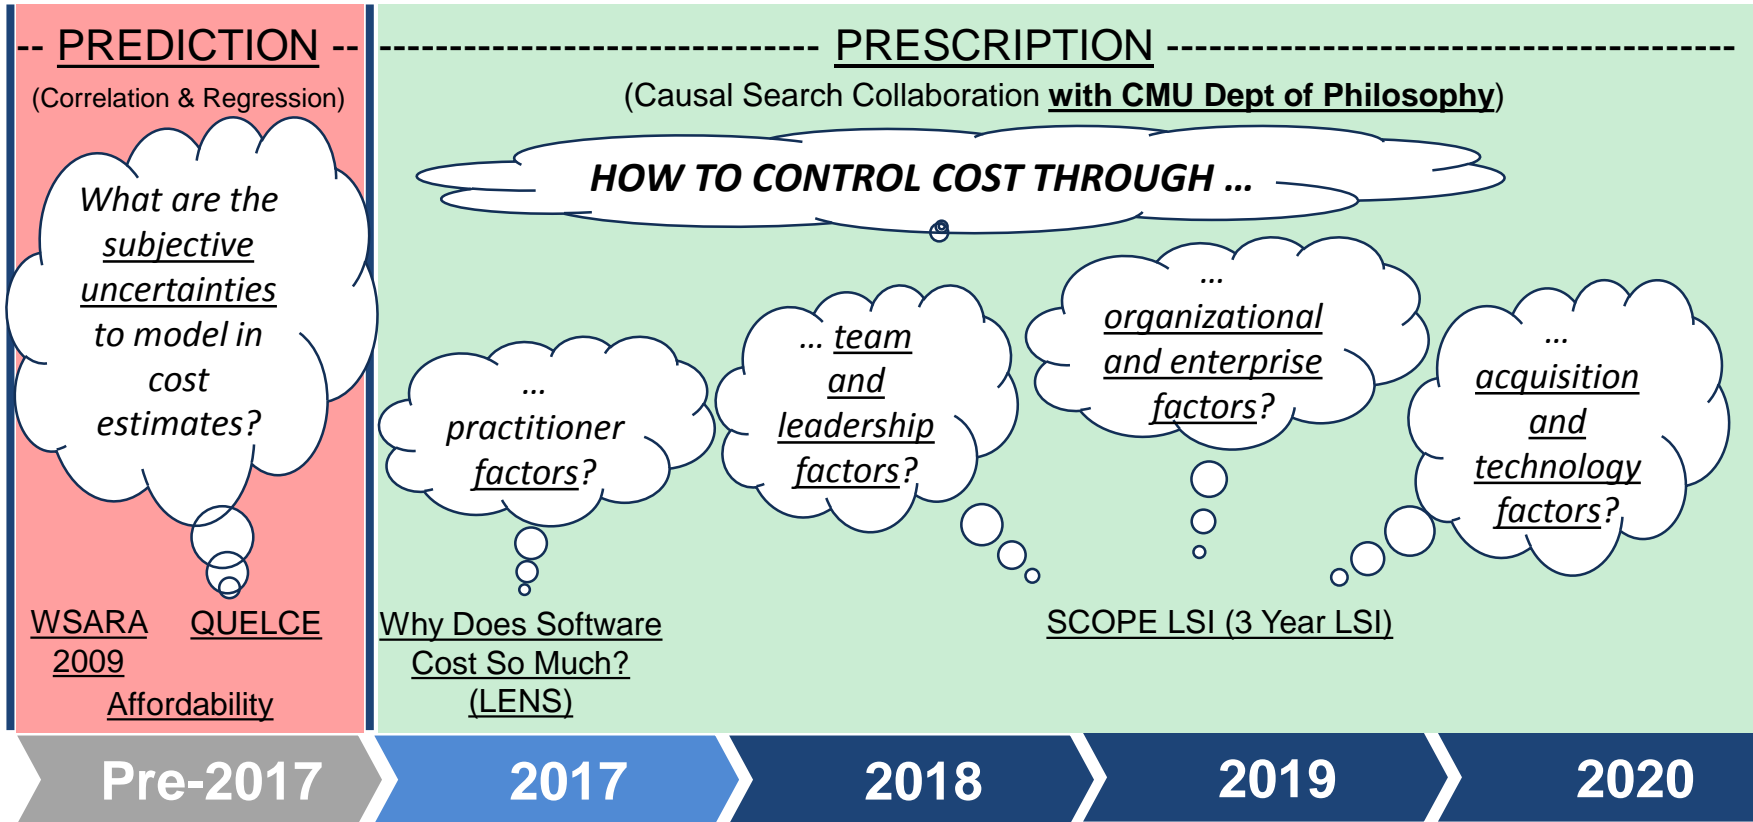 -- PREDICTION --
(Correlation & Regression)
What are the
subjective
uncertainties
to model in
cost
estimates?
WSARA
2009
QUELCE
Affordability
------------------------------ PRESCRIPTION ---------------------------------------
(Causal Search Collaboration with CMU Dept of Philosophy)
HOW TO CONTROL COST THROUGH …
…
practitioner
factors?
… team
and
leadership
factors?
…
organizational
and enterprise
factors?
…
acquisition
and
technology
factors?
Why Does Software
Cost So Much?
(LENS)
SCOPE LSI (3 Year LSI)
Pre-2017
2017
2018
2019
2020